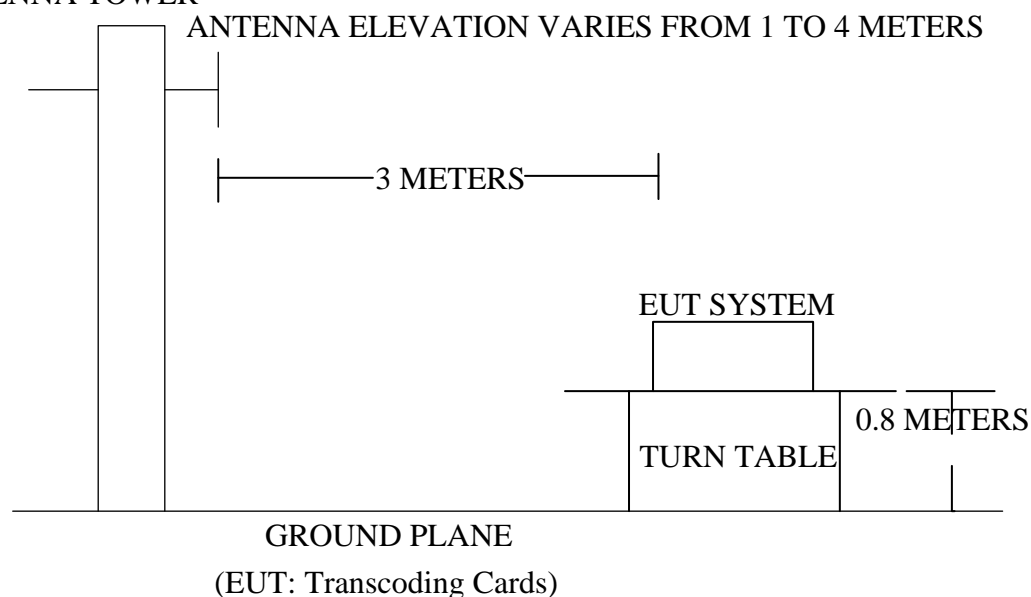 ANTENNA ELEVATION VARIES FROM 1 TO 4 METERS
3 METERS
EUT SYSTEM
0.8 METERS
TURN TABLE
GROUND PLANE
(EUT: Transcoding Cards)